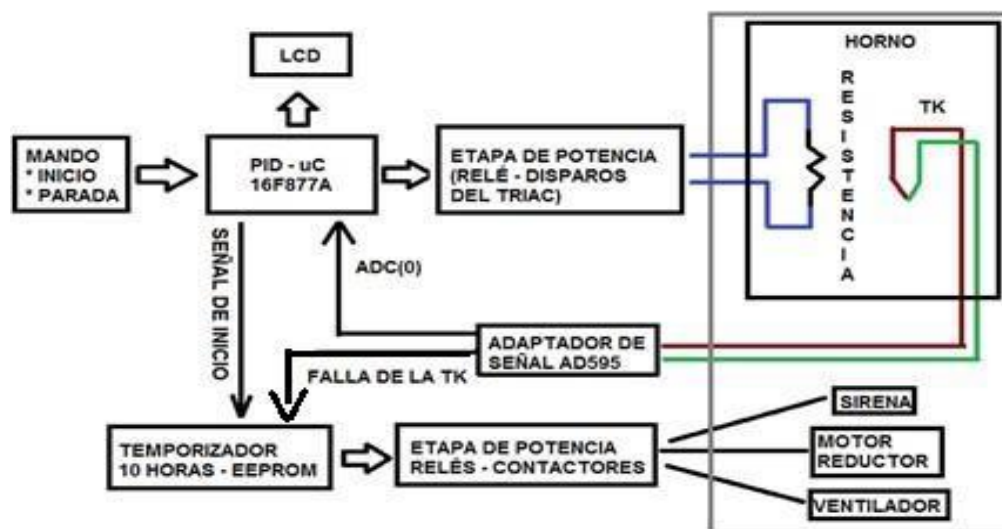 LCD
HORNO
RESISTENCIA
TK
MANDO
* INICIO
* PARADA
PID - uC
16F877A
ETAPA DE POTENCIA
(RELÉ - DISPAROS
DEL TRIAC)
SEÑAL DE INICIO
ADC(0)
ADAPTADOR DE
SEÑAL AD595
FALLA DE LA TK
TEMPORIZADOR
10 HORAS - EEPROM
ETAPA DE POTENCIA
RELÉS - CONTACTORES
SIRENA
MOTOR
REDUCTOR
VENTILADOR